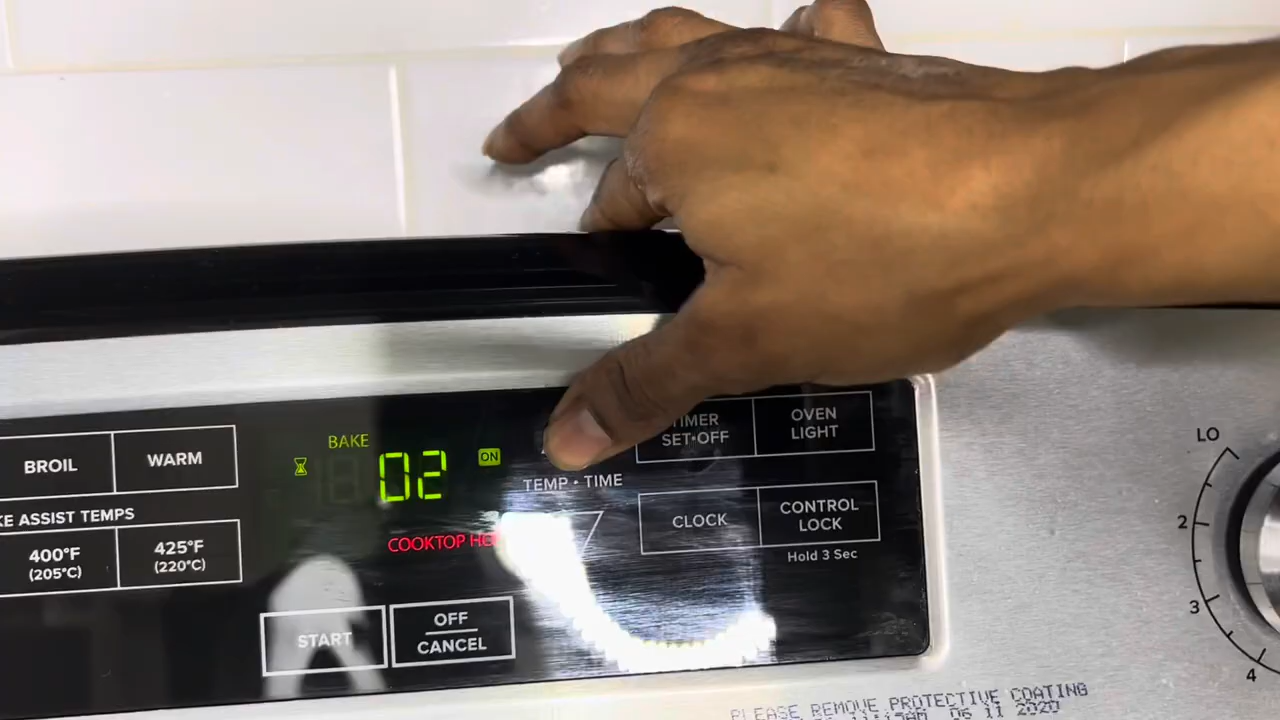 BROIL
WARM
KE ASSIST TEMPS
400°F
(205°C)
425°F
(220°C)
BAKE
02
ON
COOKTOP HO
START
OFF
CANCEL
TEMP • TIME
TIMER
SET•OFF
OVEN
LIGHT
CLOCK
CONTROL
LOCK
Hold 3 Sec
LO
2
3
4
PLEASE REMOVE PROTECTIVE COATING
06 11 2020